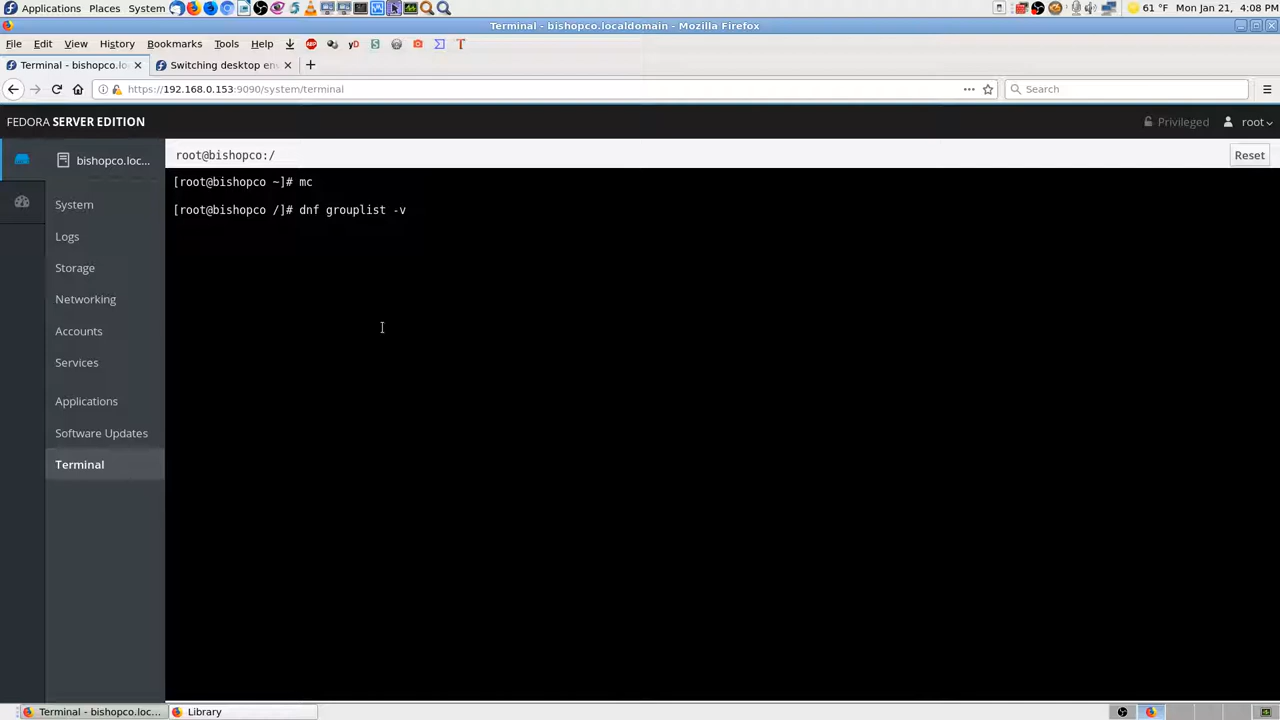 Applications Places System 61 °F Mon Jan 21, 4:08 PM
Terminal - bishopco.localdomain - Mozilla Firefox
File Edit View History Bookmarks Tools Help ABP yD S Σ T
Terminal - bishopco.lo × Switching desktop en × +
https://192.168.0.153:9090/system/terminal ••• Search
FEDORA SERVER EDITION Privileged root
bishopco.loc... root@bishopco:/ Reset
[root@bishopco ~]# mc
System
[root@bishopco /]# dnf grouplist -v
Logs
Storage
Networking
Accounts
Services
Applications
Software Updates
Terminal
Terminal - bishopco.loc... Library